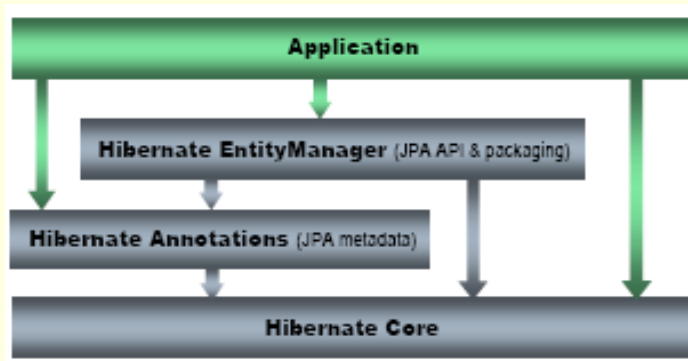 Application
Hibernate EntityManager (JPA API & packaging)
Hibernate Annotations (JPA metadata)
Hibernate Core